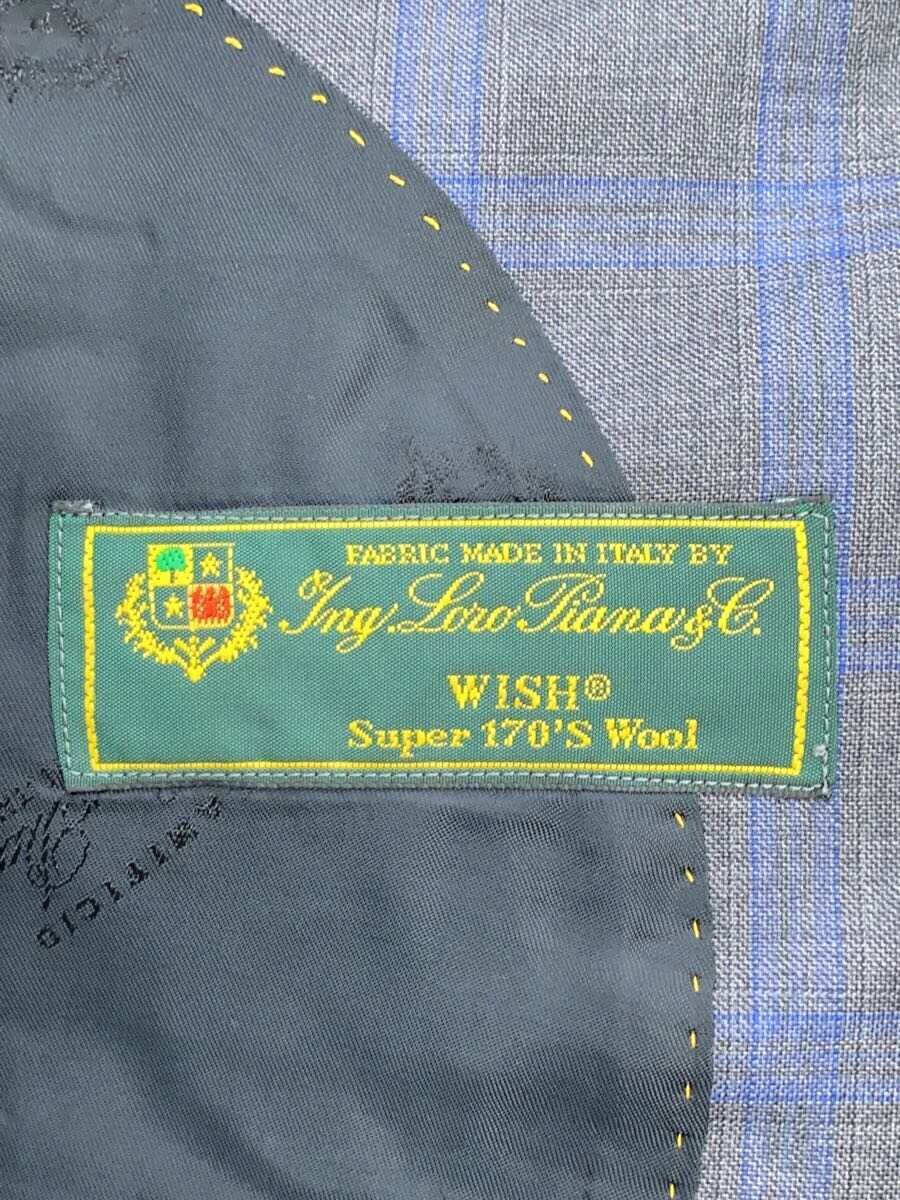 FABRIC MADE IN ITALY BY
Ing. Loro Piana & C.
WISH®
Super 170'S Wool